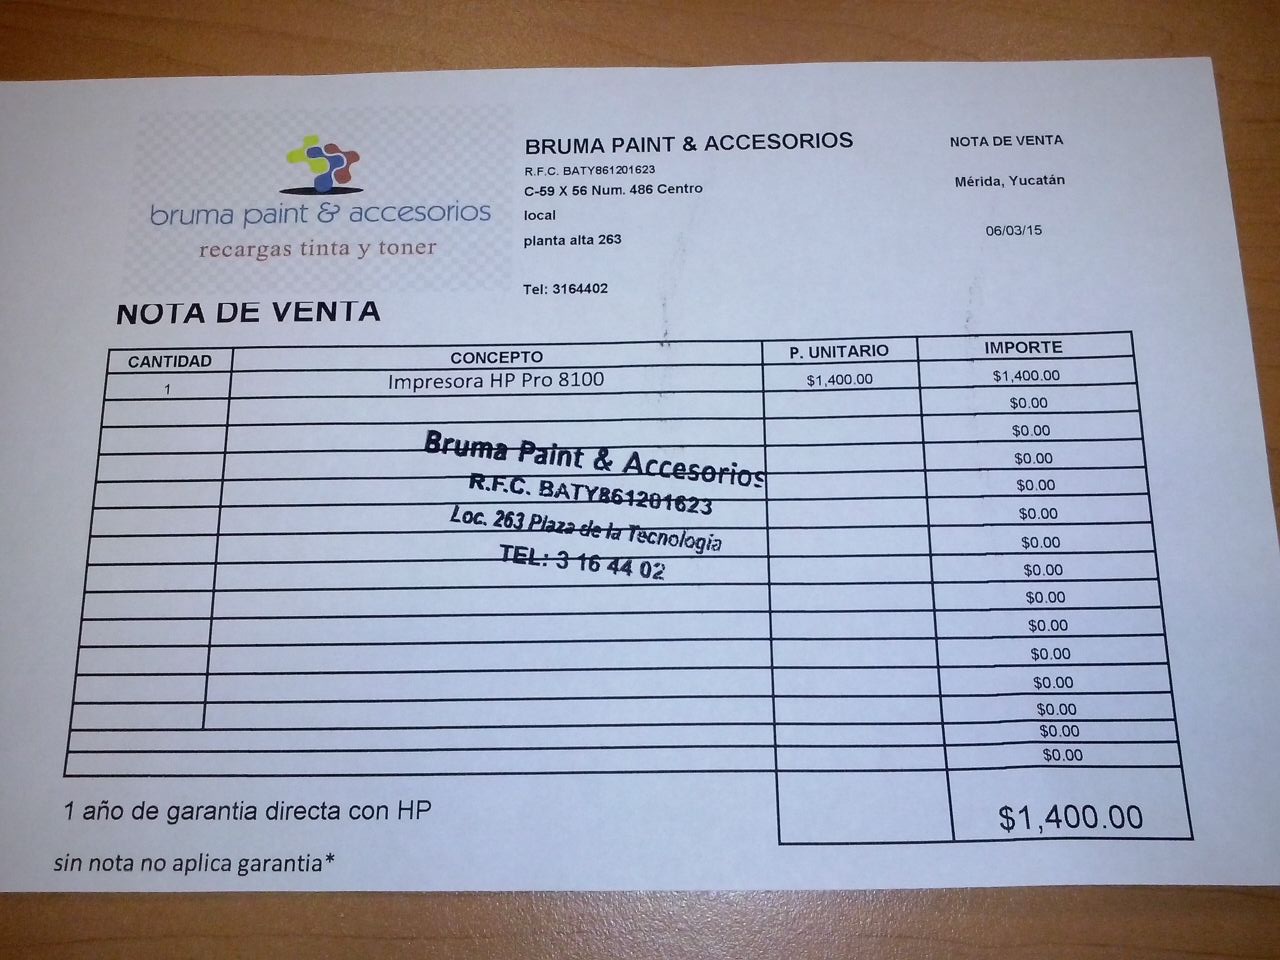 bruma paint & accesorios
recargas tinta y toner
BRUMA PAINT & ACCESORIOS
R.F.C. BATY861201623
C-59 X 56 Num. 486 Centro
local
planta alta 263
Tel: 3164402
NOTA DE VENTA
Mérida, Yucatán
06/03/15
NOTA DE VENTA
CANTIDAD CONCEPTO P. UNITARIO IMPORTE
1 Impresora HP Pro 8100 $1,400.00 $1,400.00
$0.00
$0.00
$0.00
$0.00
$0.00
$0.00
$0.00
$0.00
$0.00
$0.00
$0.00
$0.00
$0.00
$0.00
Bruma Paint & Accesorios
R.F.C. BATY861201623
Loc. 263 Plaza de la Tecnologia
TEL: 3 16 44 02
$1,400.00
1 año de garantia directa con HP
sin nota no aplica garantia*